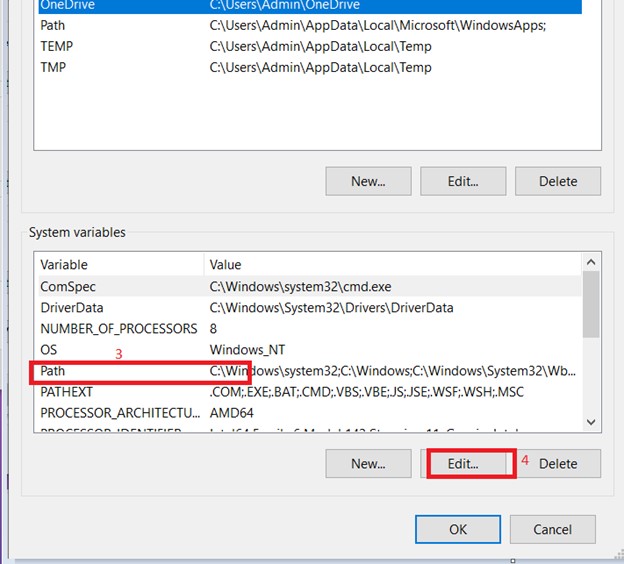 OneDrive C:\Users\Admin\OneDrive
Path C:\Users\Admin\AppData\Local\Microsoft\WindowsApps;
TEMP C:\Users\Admin\AppData\Local\Temp
TMP C:\Users\Admin\AppData\Local\Temp
New... Edit... Delete
System variables
Variable Value
ComSpec C:\Windows\system32\cmd.exe
DriverData C:\Windows\System32\Drivers\DriverData
NUMBER_OF_PROCESSORS 8
OS Windows_NT
3
Path C:\Windows\system32;C:\Windows;C:\Windows\System32\Wb...
PATHEXT .COM;.EXE;.BAT;.CMD;.VBS;.VBE;.JS;.JSE;.WSF;.WSH;.MSC
PROCESSOR_ARCHITECTU... AMD64
PROCESSOR_IDENTIFIER
New... Edit... 4 Delete
OK Cancel